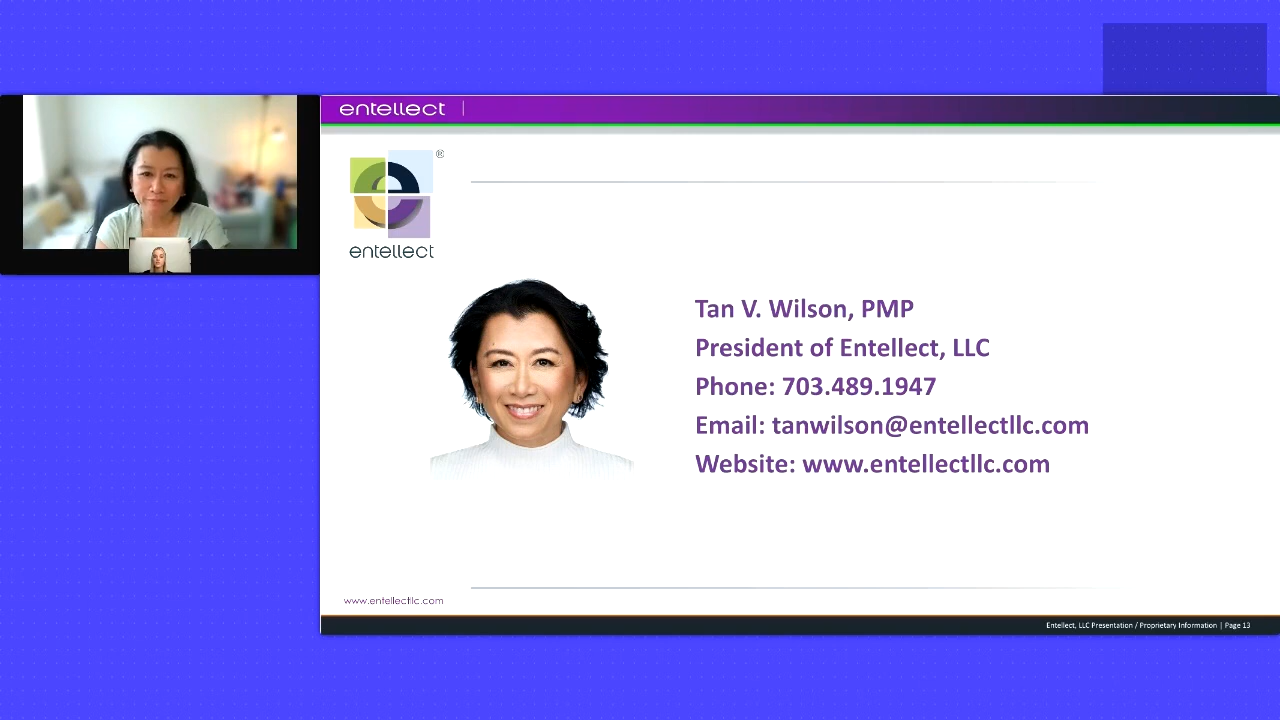 entellect
®
entellect
Tan V. Wilson, PMP
President of Entellect, LLC
Phone: 703.489.1947
Email: tanwilson@entellectllc.com
Website: www.entellectllc.com
www.entellectllc.com
Entellect, LLC Presentation / Proprietary Information | Page 13